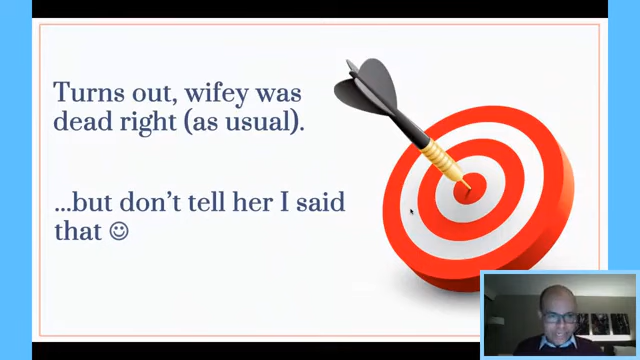 Turns out, wifey was
dead right (as usual).
...but don't tell her I said
that ☺